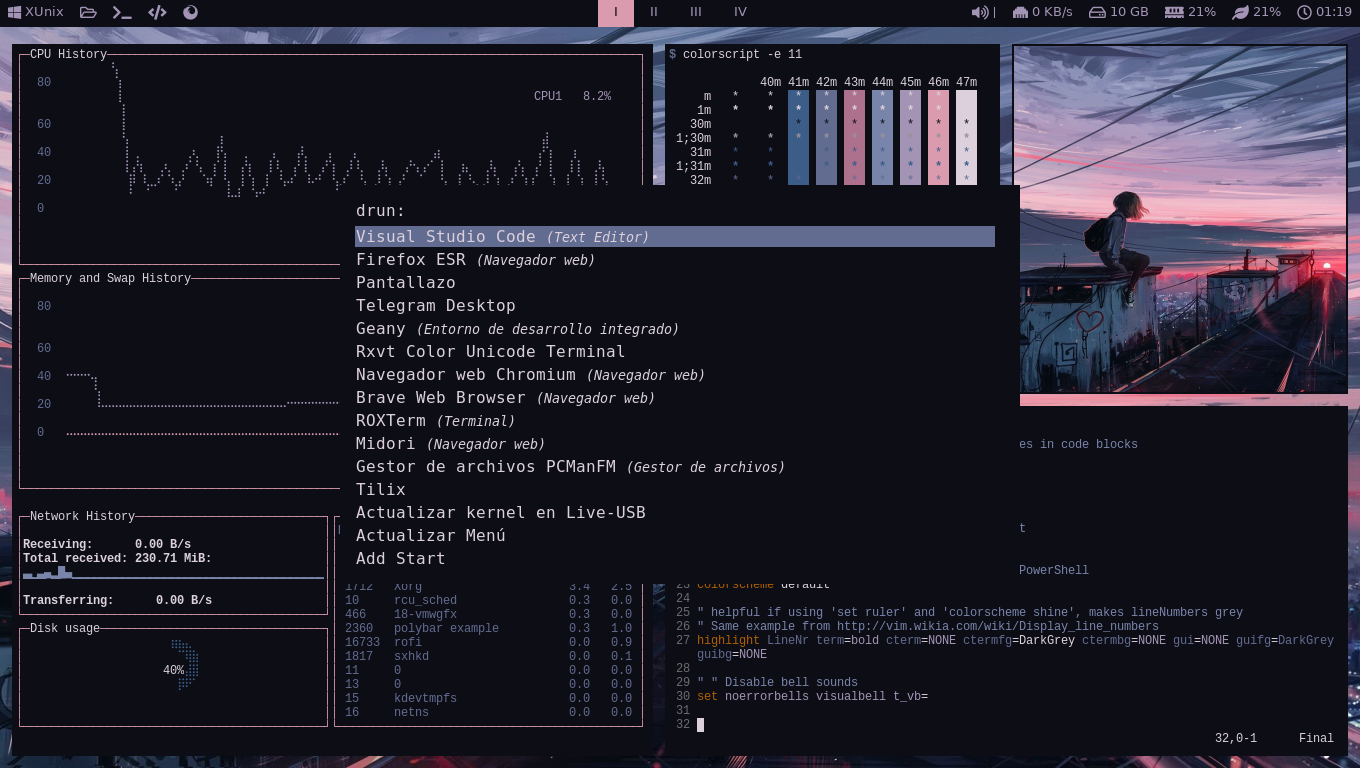 XUnix
I II III IV
0 KB/s 10 GB 21% 21% 01:19
CPU History
80
CPU1 8.2%
60
40
20
0
Memory and Swap History
80
60
40
20
0
Network History
Receiving: 0.00 B/s
Total received: 230.71 MiB:
Transferring: 0.00 B/s
Disk usage
40%
1712 Xorg 3.4 2.5
10 rcu_sched 0.3 0.0
466 18-vmwgfx 0.3 0.0
2360 polybar example 0.3 1.0
16733 rofi 0.0 0.9
1817 sxhkd 0.0 0.1
11 0 0.0 0.0
13 0 0.0 0.0
15 kdevtmpfs 0.0 0.0
16 netns 0.0 0.0
$ colorscript -e 11
40m 41m 42m 43m 44m 45m 46m 47m
m * * * * * * * *
1m * * * * * * * *
30m * * * * * * *
1;30m * * * * * * * * *
31m * * * * * * * *
1;31m * * * * * * * *
32m * * * * * * * *
drun:
Visual Studio Code (Text Editor)
Firefox ESR (Navegador web)
Pantallazo
Telegram Desktop
Geany (Entorno de desarrollo integrado)
Rxvt Color Unicode Terminal
Navegador web Chromium (Navegador web)
Brave Web Browser (Navegador web)
ROXTerm (Terminal)
Midori (Navegador web)
Gestor de archivos PCManFM (Gestor de archivos)
Tilix
Actualizar kernel en Live-USB
Actualizar Menú
Add Start
es in code blocks
t
PowerShell
23 colorscheme default
24
25 " helpful if using 'set ruler' and 'colorscheme shine', makes lineNumbers grey
26 " Same example from http://vim.wikia.com/wiki/Display_line_numbers
27 highlight LineNr term=bold cterm=NONE ctermfg=DarkGrey ctermbg=NONE gui=NONE guifg=DarkGrey
guibg=NONE
28
29 " " Disable bell sounds
30 set noerrorbells visualbell t_vb=
31
32
32,0-1 Final